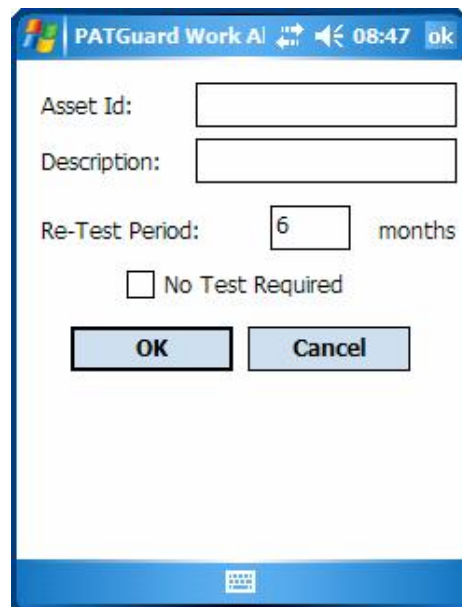 PATGuard Work Al 08:47 ok
Asset Id:
Description:
Re-Test Period: 6 months
No Test Required
OK Cancel